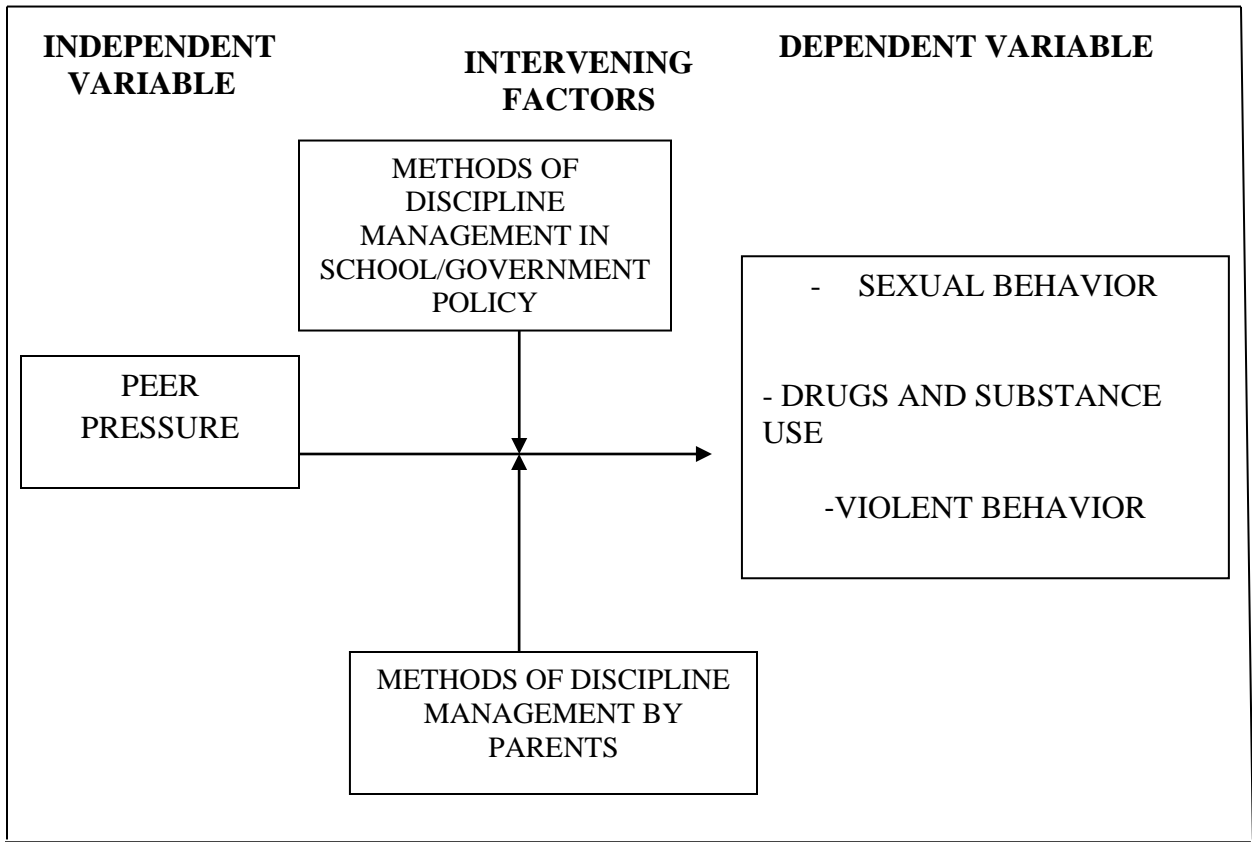 INDEPENDENT
VARIABLE
INTERVENING
FACTORS
DEPENDENT VARIABLE
METHODS OF
DISCIPLINE
MANAGEMENT IN
SCHOOL/GOVERNMENT
POLICY
PEER
PRESSURE
- SEXUAL BEHAVIOR
- DRUGS AND SUBSTANCE
USE
-VIOLENT BEHAVIOR
METHODS OF DISCIPLINE
MANAGEMENT BY
PARENTS